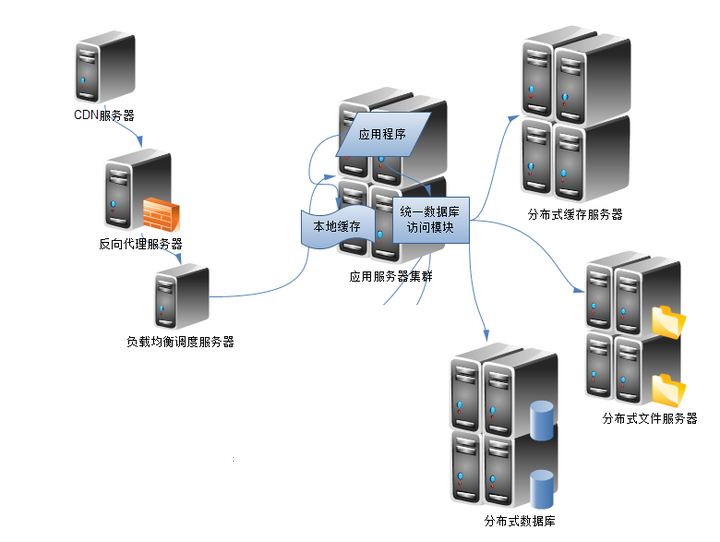 CDN服务器
反向代理服务器
负载均衡调度服务器
应用程序
本地缓存
统一数据库
访问模块
应用服务器集群
分布式缓存服务器
分布式文件服务器
分布式数据库